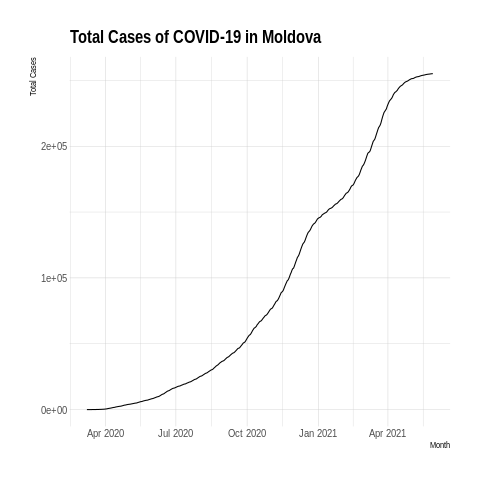 Total Cases of COVID-19 in Moldova
Total Cases
2e+05
1e+05
0e+00
Apr 2020 Jul 2020 Oct 2020 Jan 2021 Apr 2021
Month